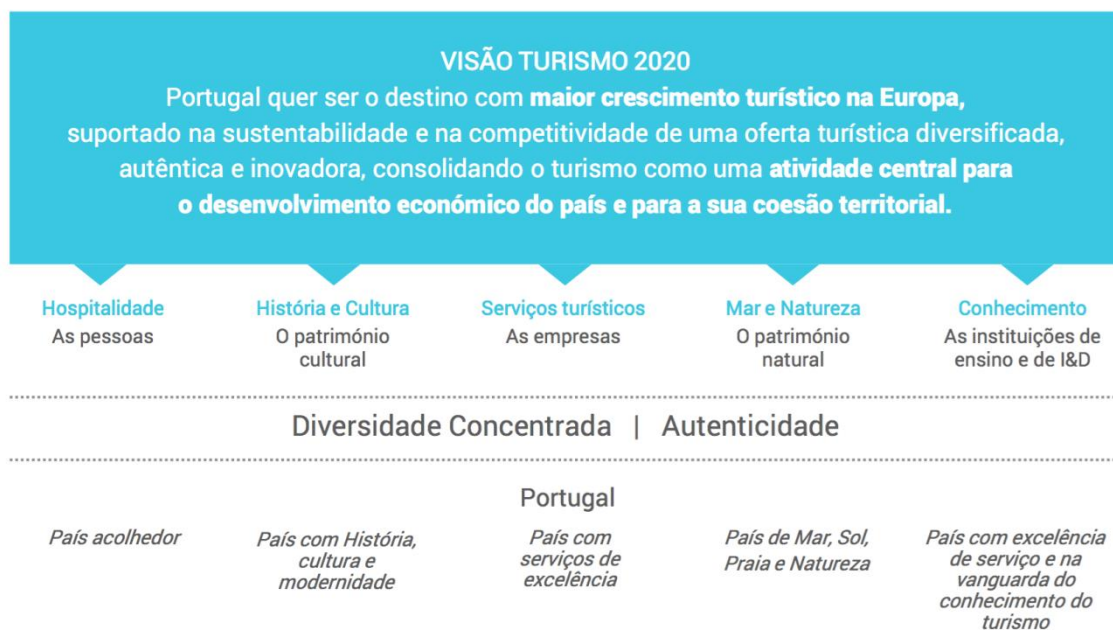 VISÃO TURISMO 2020
Portugal quer ser o destino com maior crescimento turístico na Europa,
suportado na sustentabilidade e na competitividade de uma oferta turística diversificada,
autêntica e inovadora, consolidando o turismo como uma atividade central para
o desenvolvimento económico do país e para a sua coesão territorial.
Hospitalidade
As pessoas
História e Cultura
O património
cultural
Serviços turísticos
As empresas
Mar e Natureza
O património
natural
Conhecimento
As instituições de
ensino e de I&D
Diversidade Concentrada | Autenticidade
Portugal
País acolhedor
País com História,
cultura e
modernidade
País com
serviços de
excelência
País de Mar, Sol,
Praia e Natureza
País com excelência
de serviço e na
vanguarda do
conhecimento do
turismo